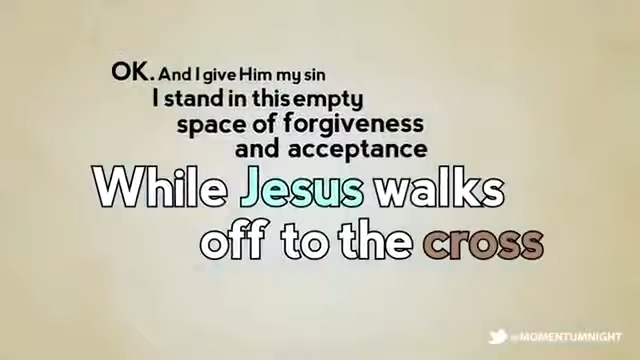 OK. And I give Him my sin
I stand in this empty
space of forgiveness
and acceptance
While Jesus walks
off to the cross
@MOMENTUMNIGHT